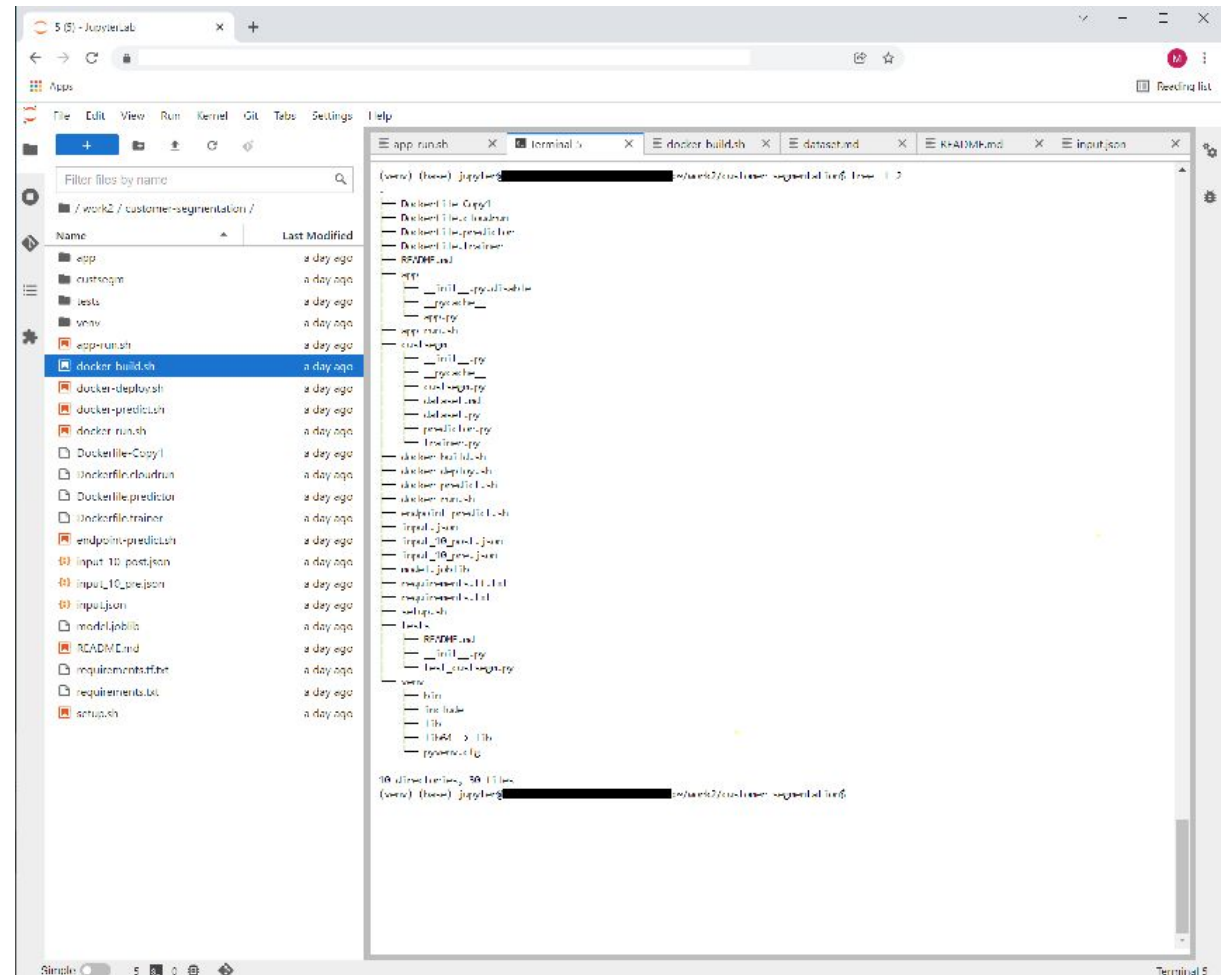 5 (5) - JupyterLab
M
Apps
Reading list
File Edit View Run Kernel Git Tabs Settings Help
Filter files by name
/ work2 / customer-segmentation /
Name Last Modified
app a day ago
custsegm a day ago
tests a day ago
venv a day ago
app-run.sh a day ago
docker-build.sh a day ago
docker-deploy.sh a day ago
docker-predict.sh a day ago
docker-run.sh a day ago
Dockerfile-Copy1 a day ago
Dockerfile.cloudrun a day ago
Dockerfile.predictor a day ago
Dockerfile.trainer a day ago
endpoint-predict.sh a day ago
input_10_post.json a day ago
input_10_pre.json a day ago
input.json a day ago
model.joblib a day ago
README.md a day ago
requirements.tf.txt a day ago
requirements.txt a day ago
setup.sh a day ago
app-run.sh Terminal 5 docker-build.sh dataset.md README.md input.json
(venv) (base) jupyter@ :~/work2/customer-segmentation$ tree -L 2
.
├── Dockerfile-Copy1
├── Dockerfile.cloudrun
├── Dockerfile.predictor
├── Dockerfile.trainer
├── README.md
├── app
│   ├── __init__.py.disable
│   ├── __pycache__
│   └── app.py
├── app-run.sh
├── custsegm
│   ├── __init__.py
│   ├── __pycache__
│   ├── custsegm.py
│   ├── dataset.md
│   ├── dataset.py
│   ├── predictor.py
│   └── trainer.py
├── docker-build.sh
├── docker-deploy.sh
├── docker-predict.sh
├── docker-run.sh
├── endpoint-predict.sh
├── input.json
├── input_10_post.json
├── input_10_pre.json
├── model.joblib
├── requirements.tf.txt
├── requirements.txt
├── setup.sh
├── tests
│   ├── README.md
│   ├── __init__.py
│   └── test_custsegm.py
└── venv
    ├── bin
    ├── include
    ├── lib
    ├── lib64 -> lib
    └── pyvenv.cfg
10 directories, 30 files
(venv) (base) jupyter@ :~/work2/customer-segmentation$
Simple 5 0 Terminal 5